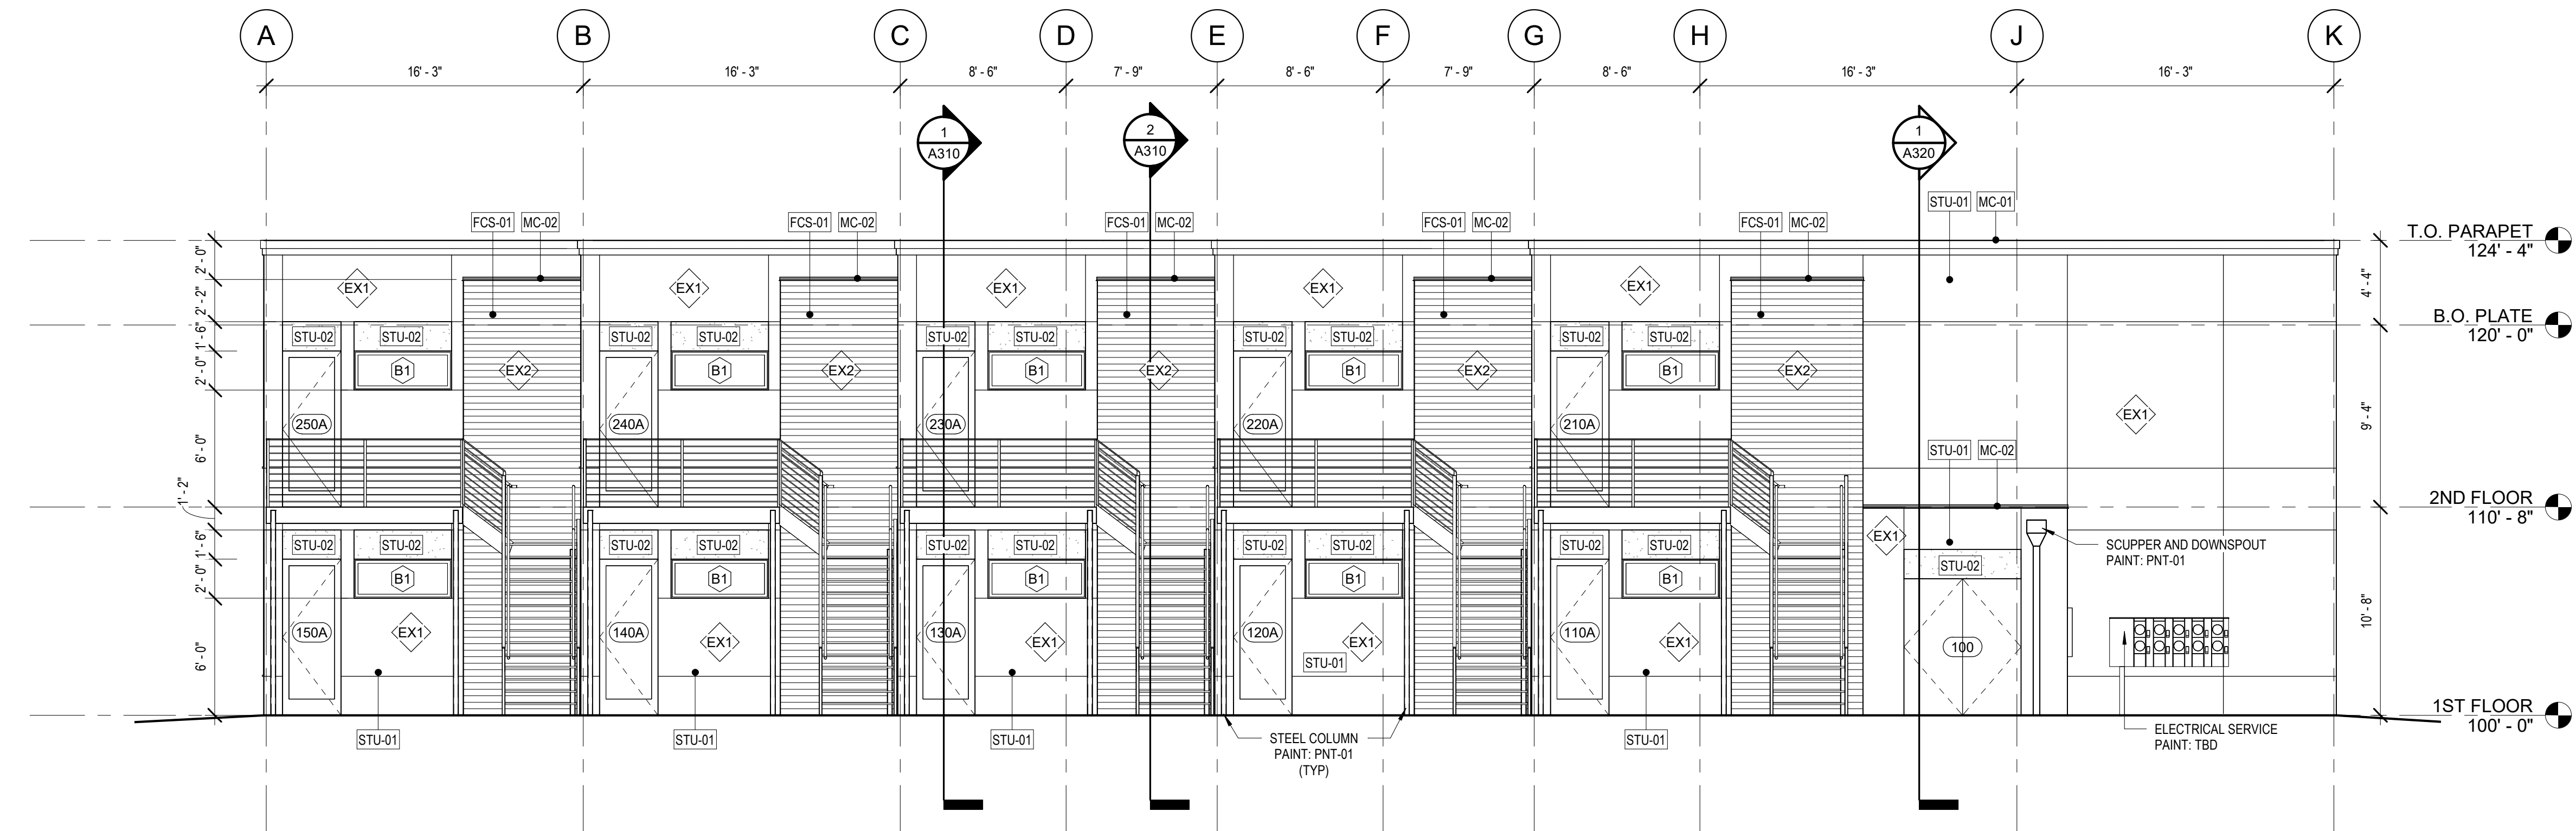 A B C D E F G H J K
16' - 3" 16' - 3" 8' - 6" 7' - 9" 8' - 6" 7' - 9" 8' - 6" 16' - 3" 16' - 3"
1 2 1
A310 A310 A320
STU-01 MC-01
FCS-01 MC-02 FCS-01 MC-02 FCS-01 MC-02 FCS-01 MC-02 FCS-01 MC-02
T.O. PARAPET
124' - 4"
2' - 0"
EX1 EX1 EX1 EX1 EX1
4' - 4"
2' - 2"
B.O. PLATE
120' - 0"
1' - 6"
STU-02 STU-02 STU-02 STU-02 STU-02 STU-02 STU-02 STU-02 STU-02 STU-02
2' - 0"
B1 EX2 B1 EX2 B1 EX2 B1 EX2 B1 EX2
250A 240A 230A 220A 210A
EX1
9' - 4"
6' - 0"
STU-01 MC-02
1' - 2"
2ND FLOOR
110' - 8"
EX1
1' - 6"
STU-02 STU-02 STU-02 STU-02 STU-02 STU-02 STU-02 STU-02 STU-02 STU-02
SCUPPER AND DOWNSPOUT
PAINT: PNT-01
STU-02
2' - 0"
B1 B1 B1 B1 B1
10' - 8"
150A EX1 140A EX1 130A EX1 120A EX1 110A EX1 100
6' - 0"
STU-01
1ST FLOOR
100' - 0"
STU-01 STU-01 STU-01 STU-01
STEEL COLUMN
PAINT: PNT-01
(TYP)
ELECTRICAL SERVICE
PAINT: TBD